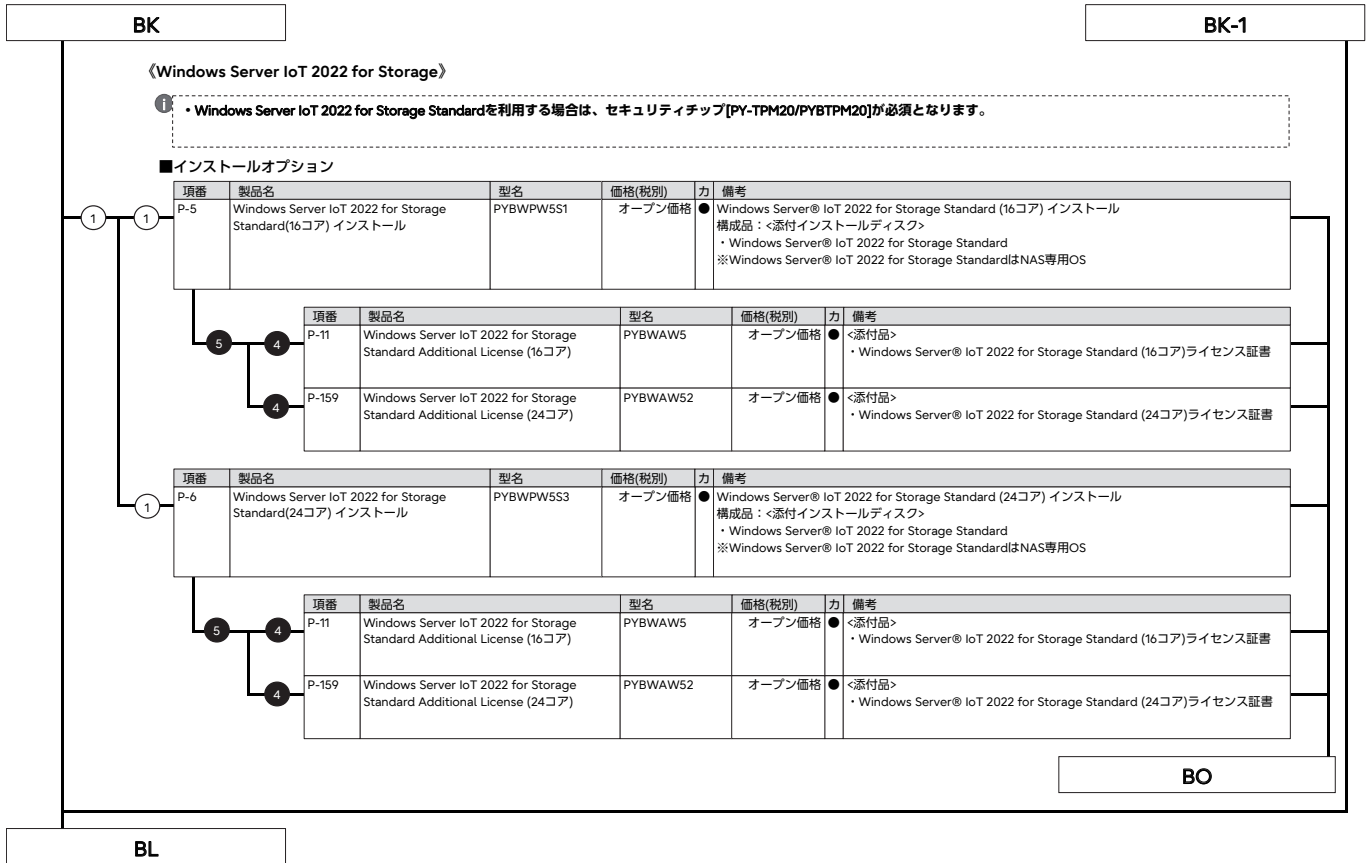 BK
BK-1
《Windows Server IoT 2022 for Storage》
i
・Windows Server IoT 2022 for Storage Standardを利用する場合は、セキュリティチップ[PY-TPM20/PYBTPM20]が必須となります。
■インストールオプション
項番 製品名 型名 価格(税別) カ 備考
1 1 P-5 Windows Server IoT 2022 for Storage PYBWPW5S1 オープン価格 ● Windows Server® IoT 2022 for Storage Standard (16コア) インストール
Standard(16コア) インストール 構成品：<添付インストールディスク>
・Windows Server® IoT 2022 for Storage Standard
※Windows Server® IoT 2022 for Storage StandardはNAS専用OS
項番 製品名 型名 価格(税別) カ 備考
5 4 P-11 Windows Server IoT 2022 for Storage PYBWAW5 オープン価格 ● <添付品>
Standard Additional License (16コア) ・Windows Server® IoT 2022 for Storage Standard (16コア)ライセンス証書
4 P-159 Windows Server IoT 2022 for Storage PYBWAW52 オープン価格 ● <添付品>
Standard Additional License (24コア) ・Windows Server® IoT 2022 for Storage Standard (24コア)ライセンス証書
項番 製品名 型名 価格(税別) カ 備考
1 P-6 Windows Server IoT 2022 for Storage PYBWPW5S3 オープン価格 ● Windows Server® IoT 2022 for Storage Standard (24コア) インストール
Standard(24コア) インストール 構成品：<添付インストールディスク>
・Windows Server® IoT 2022 for Storage Standard
※Windows Server® IoT 2022 for Storage StandardはNAS専用OS
項番 製品名 型名 価格(税別) カ 備考
5 4 P-11 Windows Server IoT 2022 for Storage PYBWAW5 オープン価格 ● <添付品>
Standard Additional License (16コア) ・Windows Server® IoT 2022 for Storage Standard (16コア)ライセンス証書
4 P-159 Windows Server IoT 2022 for Storage PYBWAW52 オープン価格 ● <添付品>
Standard Additional License (24コア) ・Windows Server® IoT 2022 for Storage Standard (24コア)ライセンス証書
BO
BL